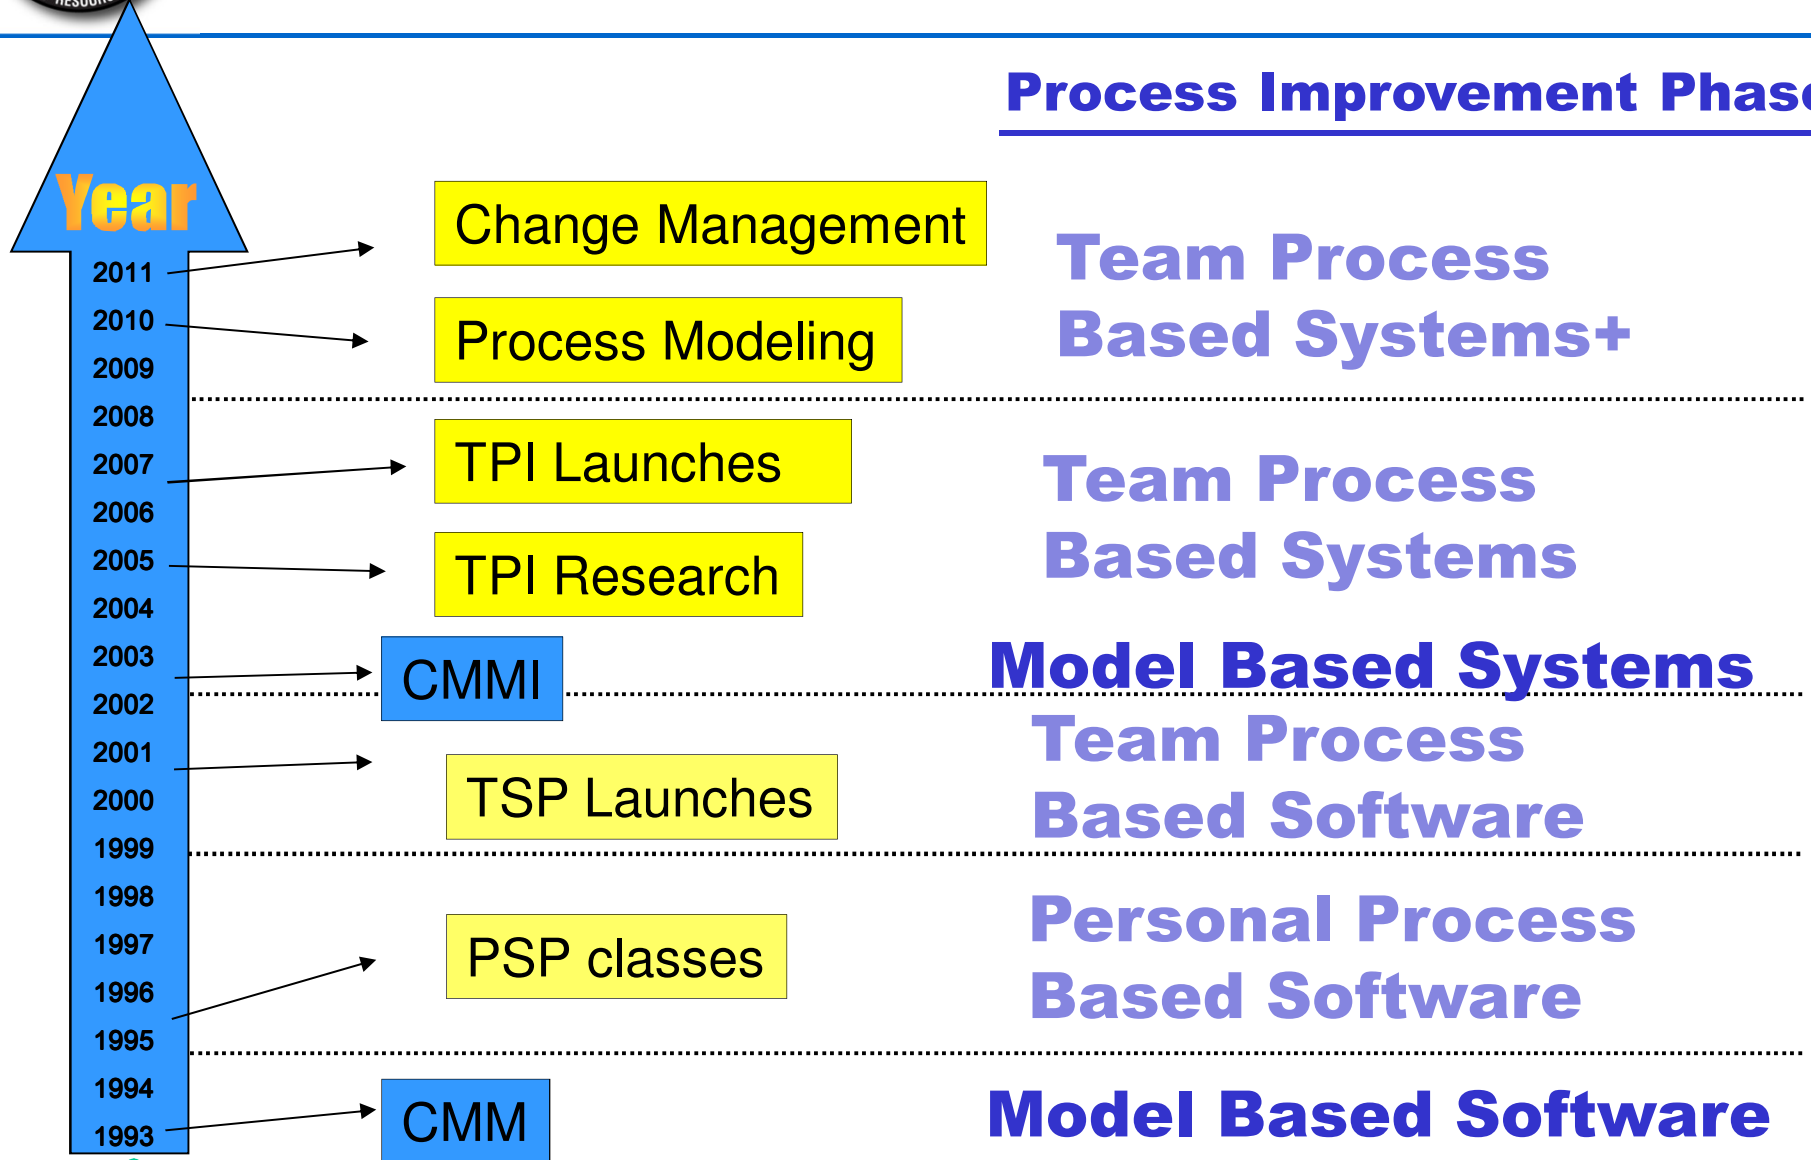 RESOUR
Process Improvement Phase
Year
Change Management
Team Process
Based Systems+
2011
2010
Process Modeling
2009
2008
TPI Launches
Team Process
Based Systems
2007
2006
2005
TPI Research
2004
2003
CMMI
Model Based Systems
2002
Team Process
Based Software
2001
TSP Launches
2000
1999
1998
Personal Process
Based Software
1997
PSP classes
1996
1995
1994
CMM
Model Based Software
1993